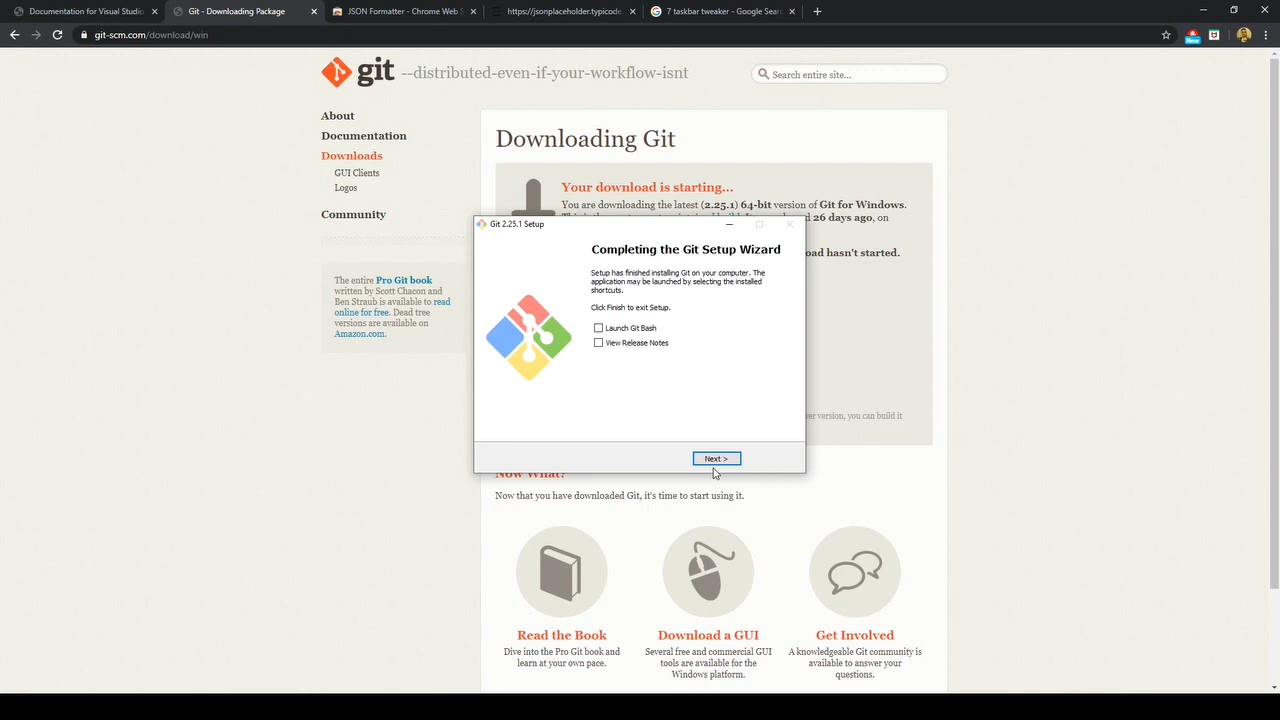 Documentation for Visual Studio
Git - Downloading Package
JSON Formatter - Chrome Web S
https://jsonplaceholder.typicode.
7 taskbar tweaker - Google Search
git-scm.com/download/win
New
git --distributed-even-if-your-workflow-isnt
Search entire site...
About
Documentation
Downloads
GUI Clients
Logos
Community
The entire Pro Git book
written by Scott Chacon and
Ben Straub is available to read
online for free. Dead tree
versions are available on
Amazon.com.
Downloading Git
Your download is starting...
You are downloading the latest (2.25.1) 64-bit version of Git for Windows.
26 days ago, on
oad hasn't started.
Git 2.25.1 Setup
Completing the Git Setup Wizard
Setup has finished installing Git on your computer. The
application may be launched by selecting the installed
shortcuts.
Click Finish to exit Setup.
Launch Git Bash
View Release Notes
Next >
er version, you can build it
Now What?
Now that you have downloaded Git, it's time to start using it.
Read the Book
Dive into the Pro Git book and
learn at your own pace.
Download a GUI
Several free and commercial GUI
tools are available for the
Windows platform.
Get Involved
A knowledgeable Git community is
available to answer your
questions.